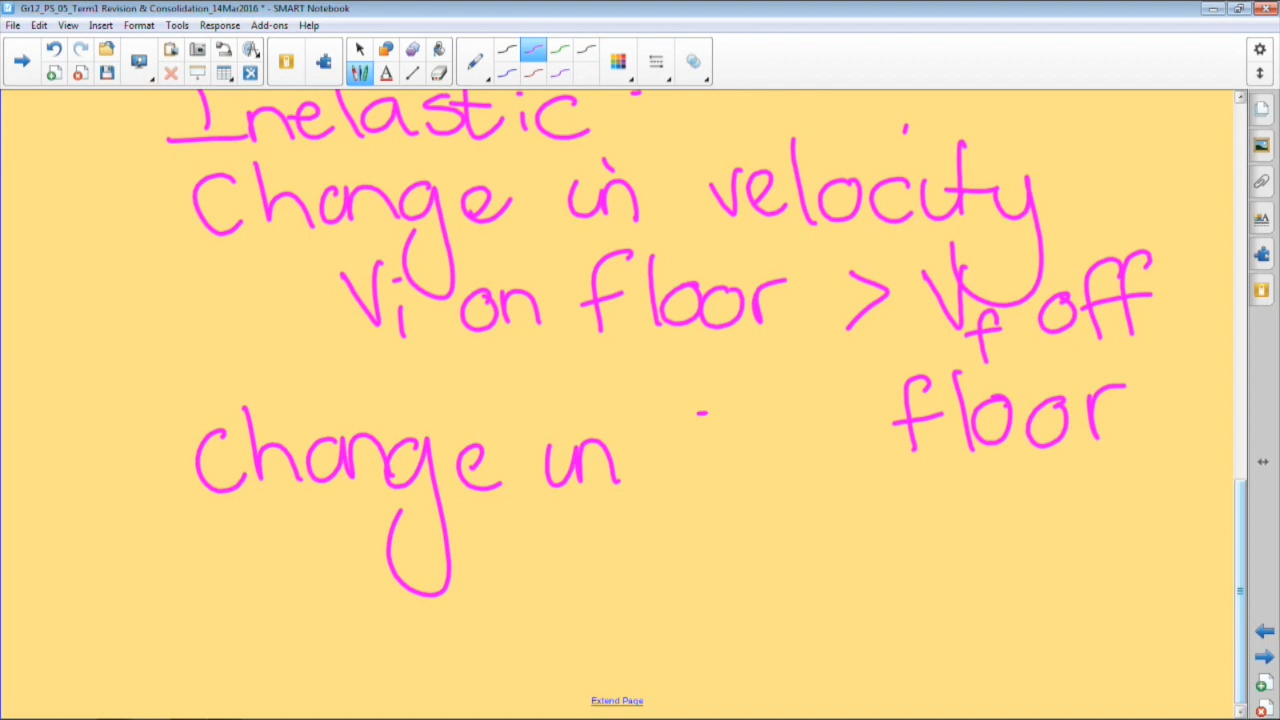 Gr12_PS_05_Term1 Revision & Consolidation_14Mar2016 * - SMART Notebook
File Edit View Insert Format Tools Response Add-ons Help
Inelastic
Change in velocity
Vi on floor > Vf off
floor
change in
Extend Page